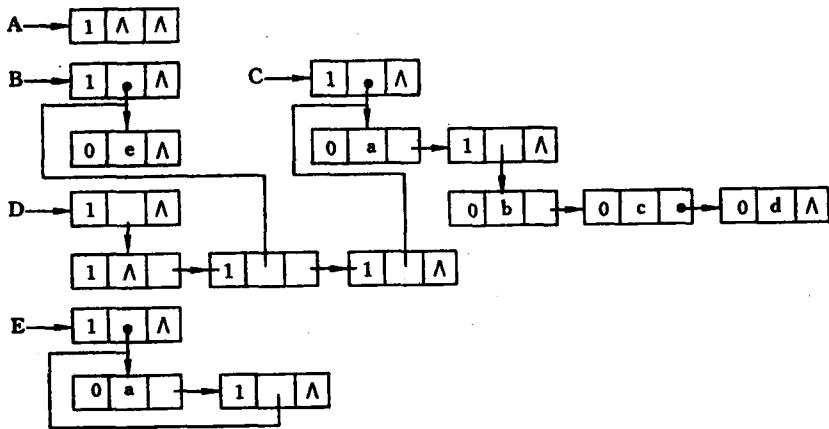 A 1 ∧ ∧
B 1 ∧ C 1 ∧
0 e ∧ 0 a 1 ∧
D 1 ∧ 0 b 0 c 0 d ∧
1 ∧ 1 1 ∧
E 1 ∧
0 a 1 ∧